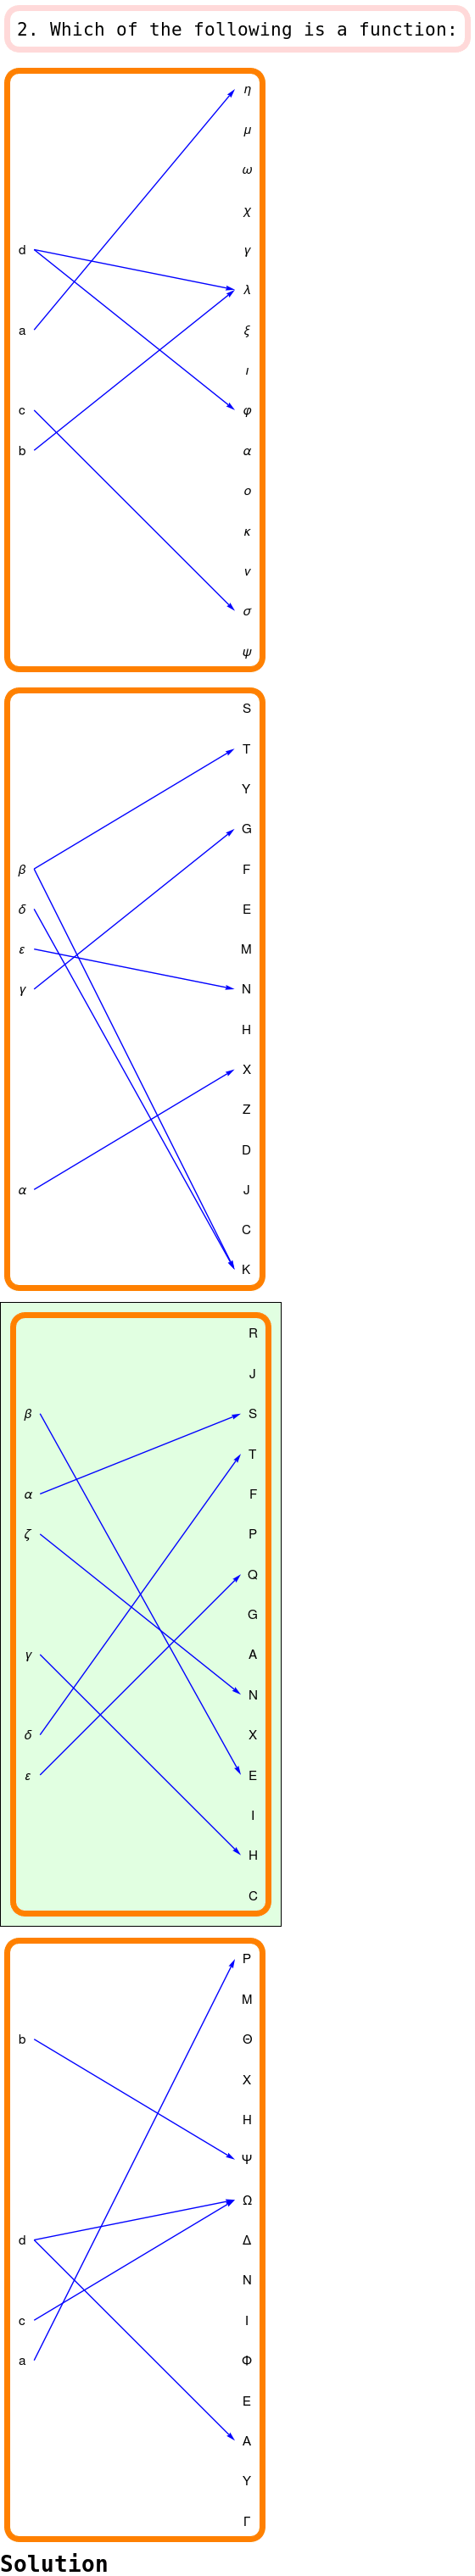 2. Which of the following is a function:
η
μ
ω
χ
d γ
λ
a ξ
ι
c φ
b α
ο
κ
ν
σ
ψ
S
T
Y
G
β F
δ E
ε M
γ N
H
X
Z
D
α J
C
K
R
J
β S
T
α F
ζ P
Q
G
γ A
N
δ X
ε E
I
H
C
P
M
b Θ
X
H
Ψ
Ω
d Δ
N
c I
a Φ
E
A
Y
Γ
Solution